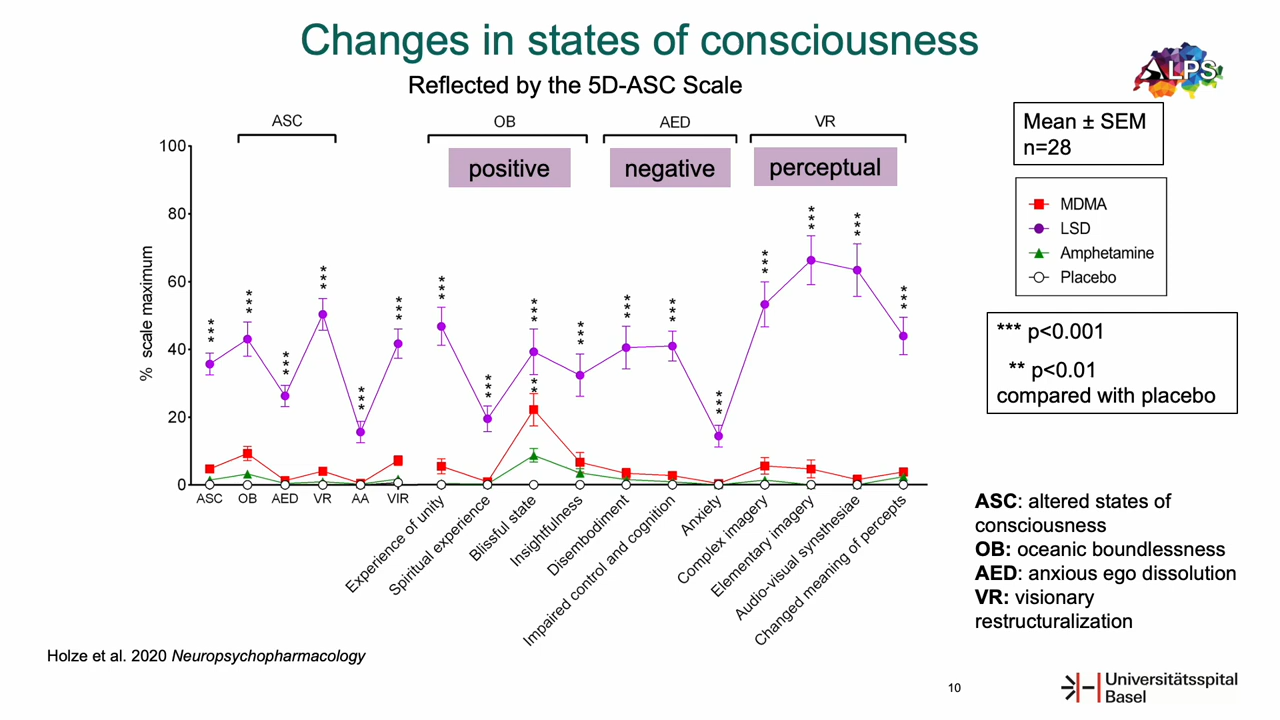 Changes in states of consciousness
Reflected by the 5D-ASC Scale
ALPS
ASC
OB
AED
VR
positive
negative
perceptual
Mean ± SEM
n=28
MDMA
LSD
Amphetamine
Placebo
*** p<0.001
** p<0.01
compared with placebo
% scale maximum
100
80
60
40
20
0
***
***
***
***
***
***
***
***
***
**
***
***
***
***
***
***
***
***
ASC
OB
AED
VR
AA
VIR
Experience of unity
Spiritual experience
Blissful state
Insightfulness
Disembodiment
Impaired control and cognition
Anxiety
Complex imagery
Elementary imagery
Audio-visual synsthesiae
Changed meaning of percepts
ASC: altered states of
consciousness
OB: oceanic boundlessness
AED: anxious ego dissolution
VR: visionary
restructuralization
Holze et al. 2020 Neuropsychopharmacology
10
Universitätsspital
Basel